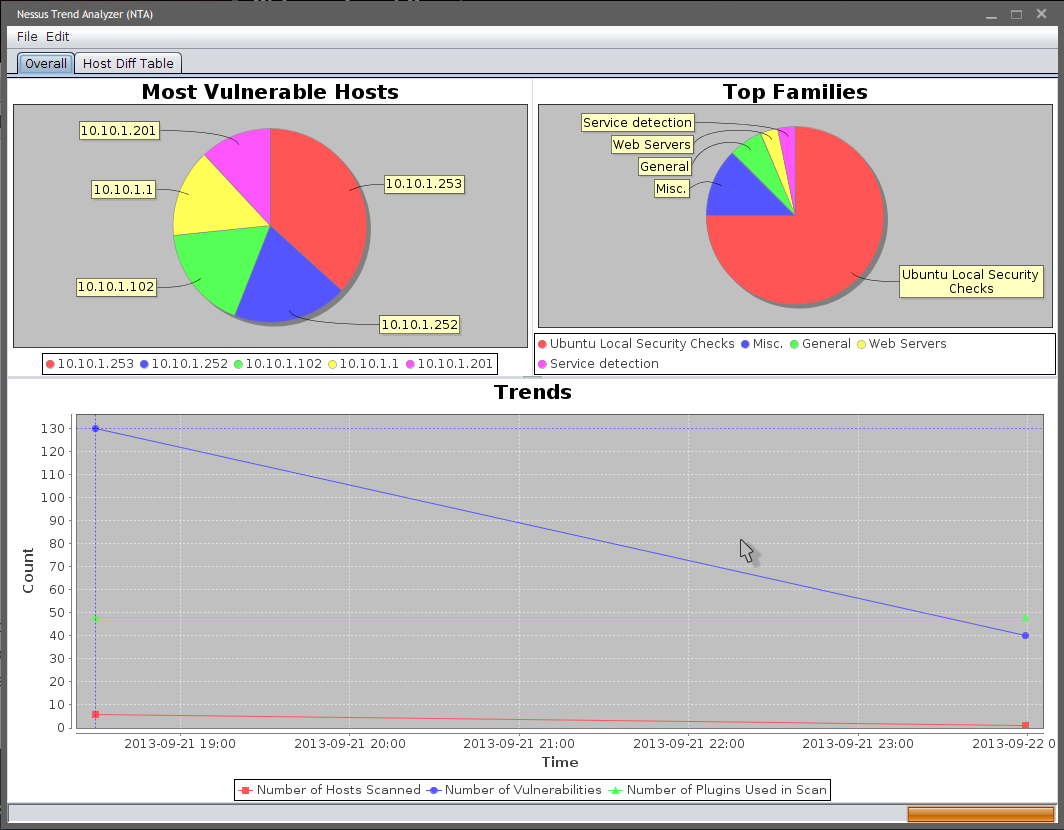 Nessus Trend Analyzer (NTA)
File Edit
Overall Host Diff Table
Most Vulnerable Hosts
10.10.1.201
10.10.1.253
10.10.1.1
10.10.1.102
10.10.1.252
10.10.1.253 10.10.1.252 10.10.1.102 10.10.1.1 10.10.1.201
Top Families
Service detection
Web Servers
General
Misc.
Ubuntu Local Security
Checks
Ubuntu Local Security Checks Misc. General Web Servers
Service detection
Trends
Count
130
120
110
100
90
80
70
60
50
40
30
20
10
0
2013-09-21 19:00 2013-09-21 20:00 2013-09-21 21:00 2013-09-21 22:00 2013-09-21 23:00 2013-09-22 0
Time
Number of Hosts Scanned Number of Vulnerabilities Number of Plugins Used in Scan